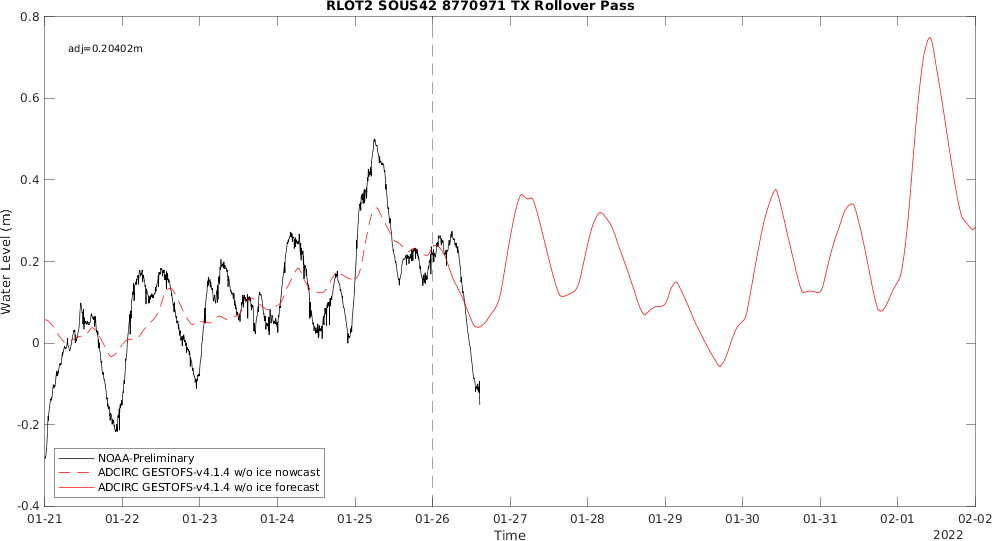 RLOT2 SOUS42 8770971 TX Rollover Pass
adj=0.20402m
Water Level (m)
0.8
0.6
0.4
0.2
0
-0.2
-0.4
NOAA-Preliminary
ADCIRC GESTOFS-v4.1.4 w/o ice nowcast
ADCIRC GESTOFS-v4.1.4 w/o ice forecast
01-21 01-22 01-23 01-24 01-25 01-26 01-27 01-28 01-29 01-30 01-31 02-01 02-02
Time
2022